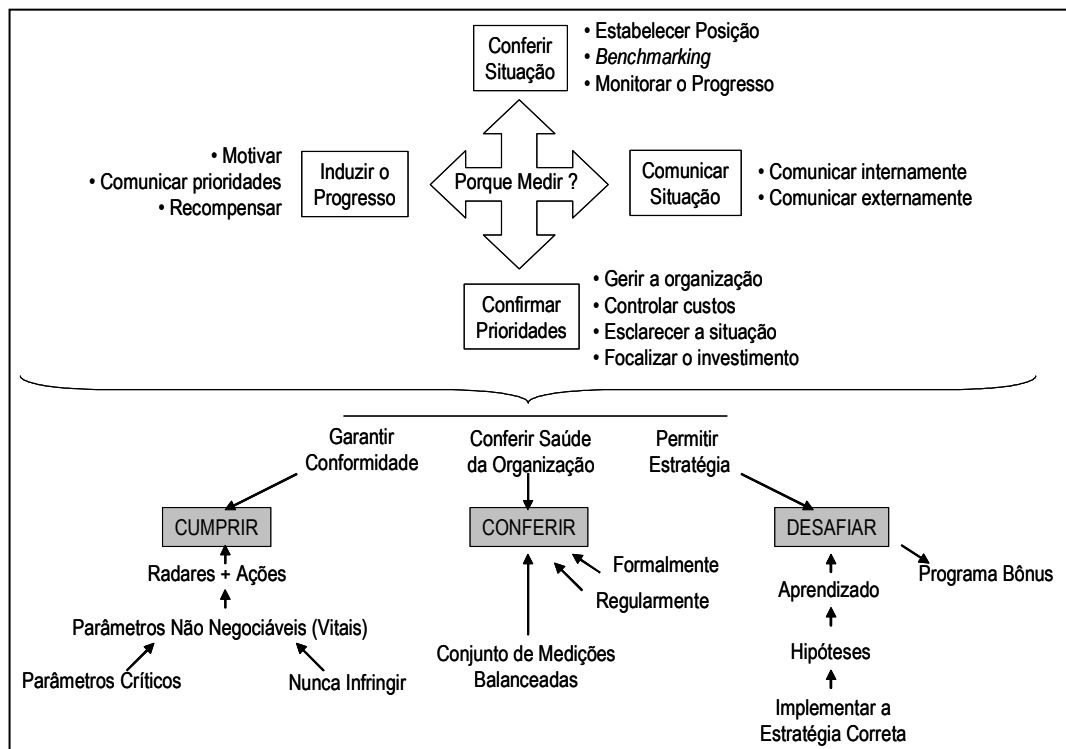 Conferir
Situação
• Estabelecer Posição
• Benchmarking
• Monitorar o Progresso
• Motivar
• Comunicar prioridades
• Recompensar
Induzir o
Progresso
Porque Medir ?
Comunicar
Situação
• Comunicar internamente
• Comunicar externamente
Confirmar
Prioridades
• Gerir a organização
• Controlar custos
• Esclarecer a situação
• Focalizar o investimento
Garantir
Conformidade
Conferir Saúde
da Organização
Permitir
Estratégia
CUMPRIR
CONFERIR
DESAFIAR
Radares + Ações
Parâmetros Não Negociáveis (Vitais)
Parâmetros Críticos
Nunca Infringir
Formalmente
Regularmente
Conjunto de Medições
Balanceadas
Programa Bônus
Aprendizado
Hipóteses
Implementar a
Estratégia Correta